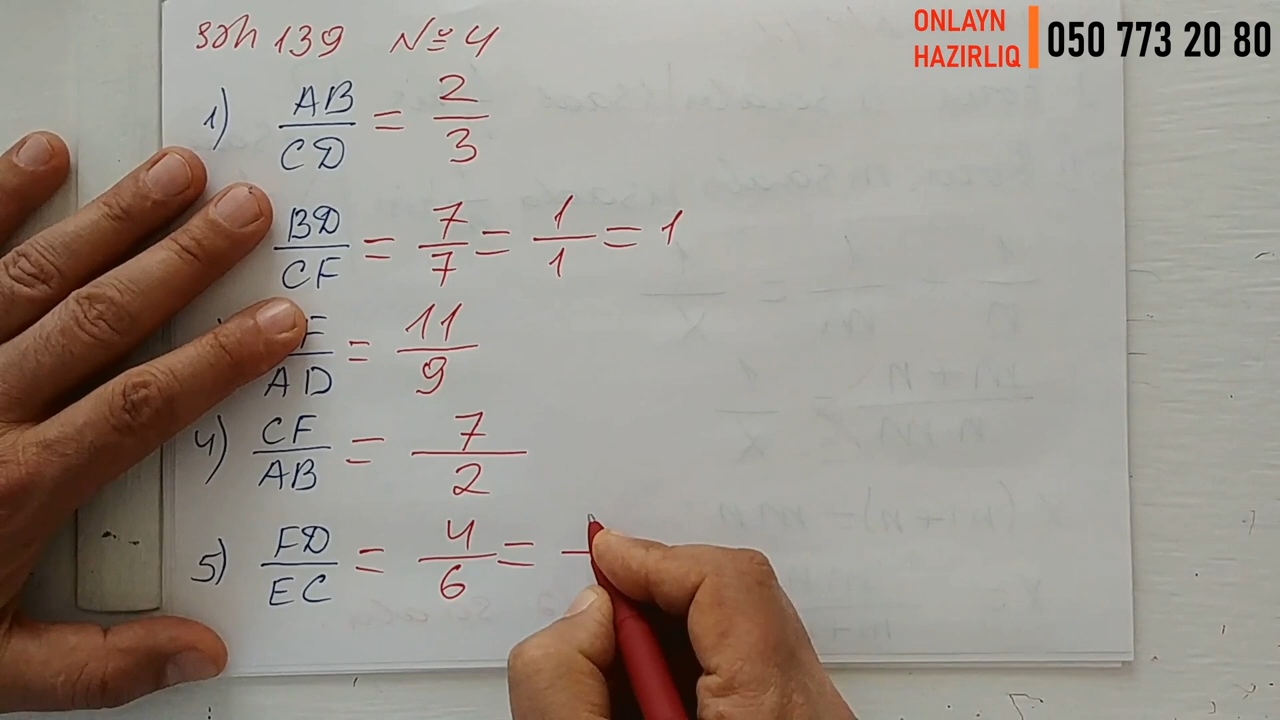 ONLAYN
HAZIRLIQ 050 773 20 80
səh 139 №4
1) AB/CD = 2/3
BD/CF = 7/7 = 1/1 = 1
F/AD = 11/9
4) CF/AB = 7/2
5) FD/EC = 4/6 =